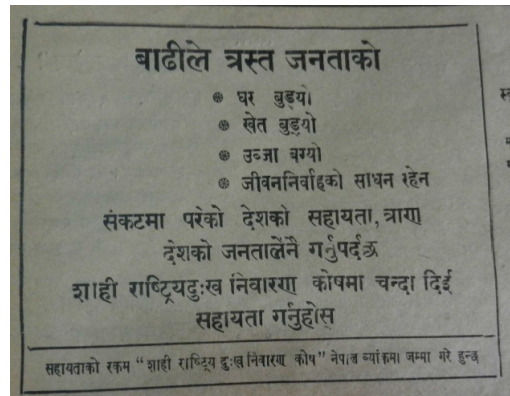 बाढीले त्रस्त जनताको
❋ घर बुड्यो
❋ खेत बुड्यो
❋ उब्जा बग्यो
❋ जीवननिर्वाहको साधन रहेन
संकटमा परेको देशको सहायता, त्राण
देशको जनतालेनै गर्नुपर्दछ
शाही राष्ट्रियदुःख निवारण कोषमा चन्दा दिई
सहायता गर्नुहोस्
सहायताको रकम “शाही राष्ट्रिय दुःख निवारण कोष” नेपाल ब्यांकमा जम्मा गरे हुन्छ